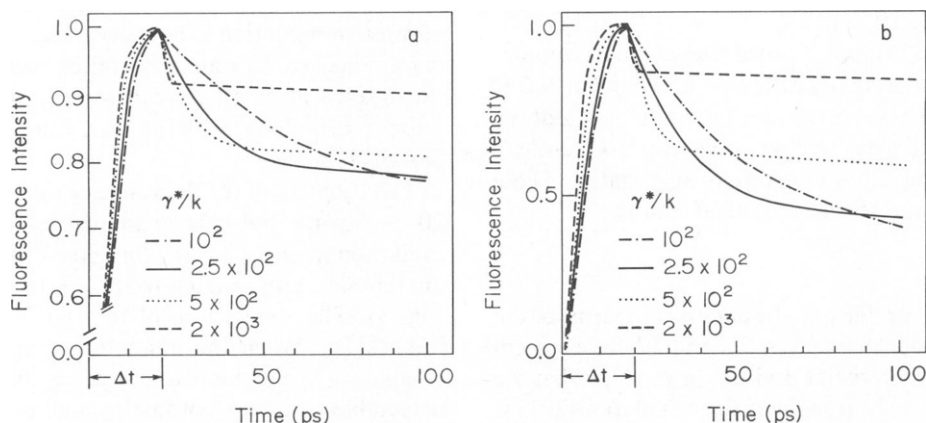 a
Fluorescence Intensity
1.0
0.9
0.8
0.7
0.6
0.0
γ*/k
10²
2.5 x 10²
5 x 10²
2 x 10³
Δt
50
100
Time (ps)
b
Fluorescence Intensity
1.0
0.5
0.0
γ*/k
10²
2.5 x 10²
5 x 10²
2 x 10³
Δt
50
100
Time (ps)